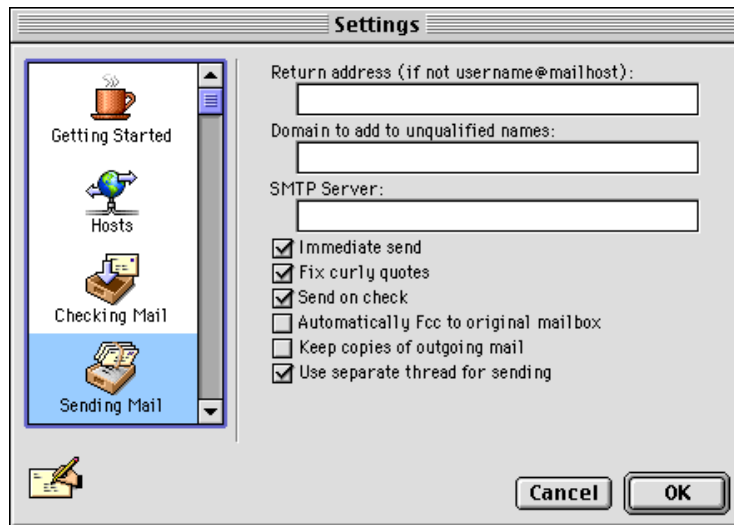 Settings
Getting Started
Hosts
Checking Mail
Sending Mail
Return address (if not username@mailhost):
Domain to add to unqualified names:
SMTP Server:
Immediate send
Fix curly quotes
Send on check
Automatically Fcc to original mailbox
Keep copies of outgoing mail
Use separate thread for sending
Cancel
OK